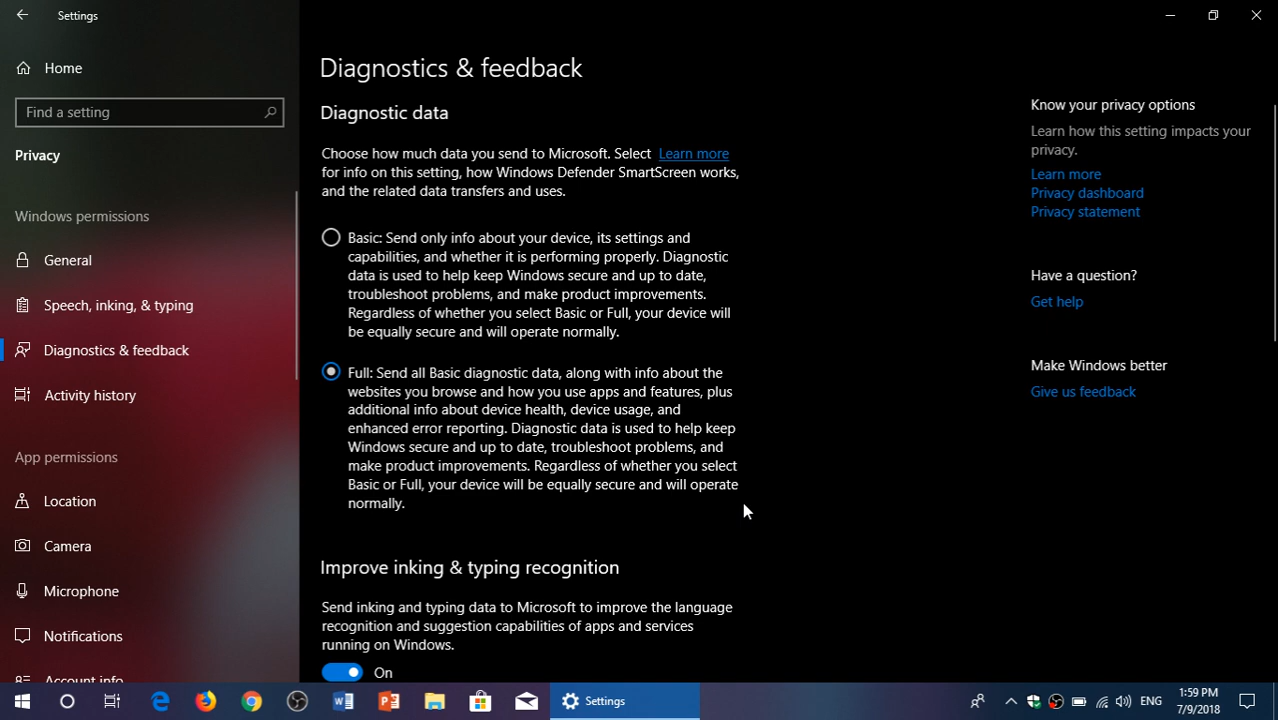 Settings
Home
Find a setting
Privacy
Windows permissions
General
Speech, inking, & typing
Diagnostics & feedback
Activity history
App permissions
Location
Camera
Microphone
Notifications
Account info
Diagnostics & feedback
Diagnostic data
Choose how much data you send to Microsoft. Select Learn more
for info on this setting, how Windows Defender SmartScreen works,
and the related data transfers and uses.
Basic: Send only info about your device, its settings and
capabilities, and whether it is performing properly. Diagnostic
data is used to help keep Windows secure and up to date,
troubleshoot problems, and make product improvements.
Regardless of whether you select Basic or Full, your device will
be equally secure and will operate normally.
Full: Send all Basic diagnostic data, along with info about the
websites you browse and how you use apps and features, plus
additional info about device health, device usage, and
enhanced error reporting. Diagnostic data is used to help keep
Windows secure and up to date, troubleshoot problems, and
make product improvements. Regardless of whether you select
Basic or Full, your device will be equally secure and will operate
normally.
Improve inking & typing recognition
Send inking and typing data to Microsoft to improve the language
recognition and suggestion capabilities of apps and services
running on Windows.
On
Know your privacy options
Learn how this setting impacts your
privacy.
Learn more
Privacy dashboard
Privacy statement
Have a question?
Get help
Make Windows better
Give us feedback
Settings
ENG
1:59 PM
7/9/2018